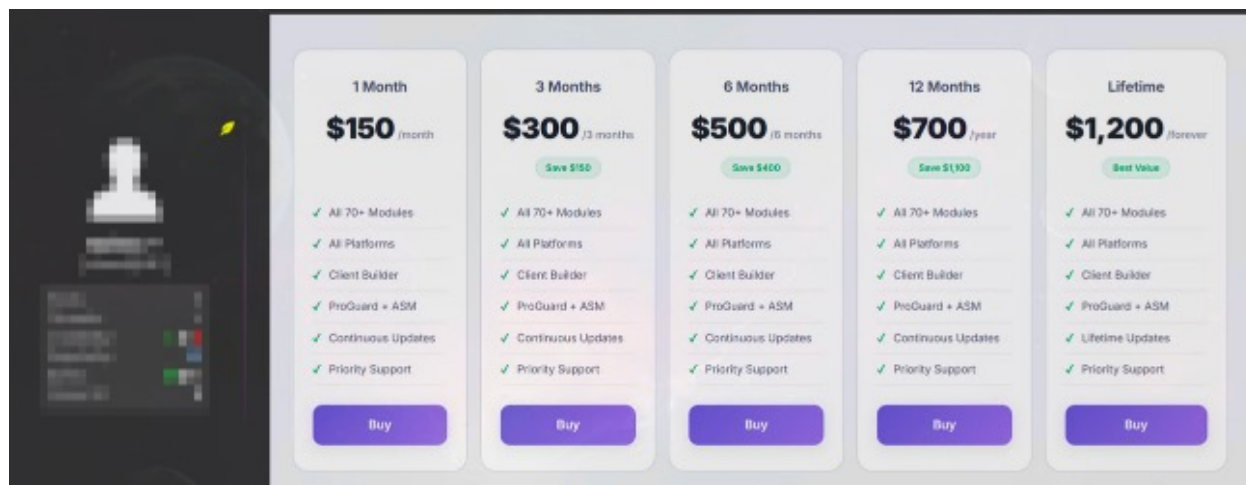 1 Month
$150 /month
✓ All 70+ Modules
✓ All Platforms
✓ Client Builder
✓ ProGuard + ASM
✓ Continuous Updates
✓ Priority Support
Buy
3 Months
$300 /3 months
Save $150
✓ All 70+ Modules
✓ All Platforms
✓ Client Builder
✓ ProGuard + ASM
✓ Continuous Updates
✓ Priority Support
Buy
6 Months
$500 /6 months
Save $400
✓ All 70+ Modules
✓ All Platforms
✓ Client Builder
✓ ProGuard + ASM
✓ Continuous Updates
✓ Priority Support
Buy
12 Months
$700 /year
Save $1,100
✓ All 70+ Modules
✓ All Platforms
✓ Client Builder
✓ ProGuard + ASM
✓ Continuous Updates
✓ Priority Support
Buy
Lifetime
$1,200 /forever
Best Value
✓ All 70+ Modules
✓ All Platforms
✓ Client Builder
✓ ProGuard + ASM
✓ Lifetime Updates
✓ Priority Support
Buy